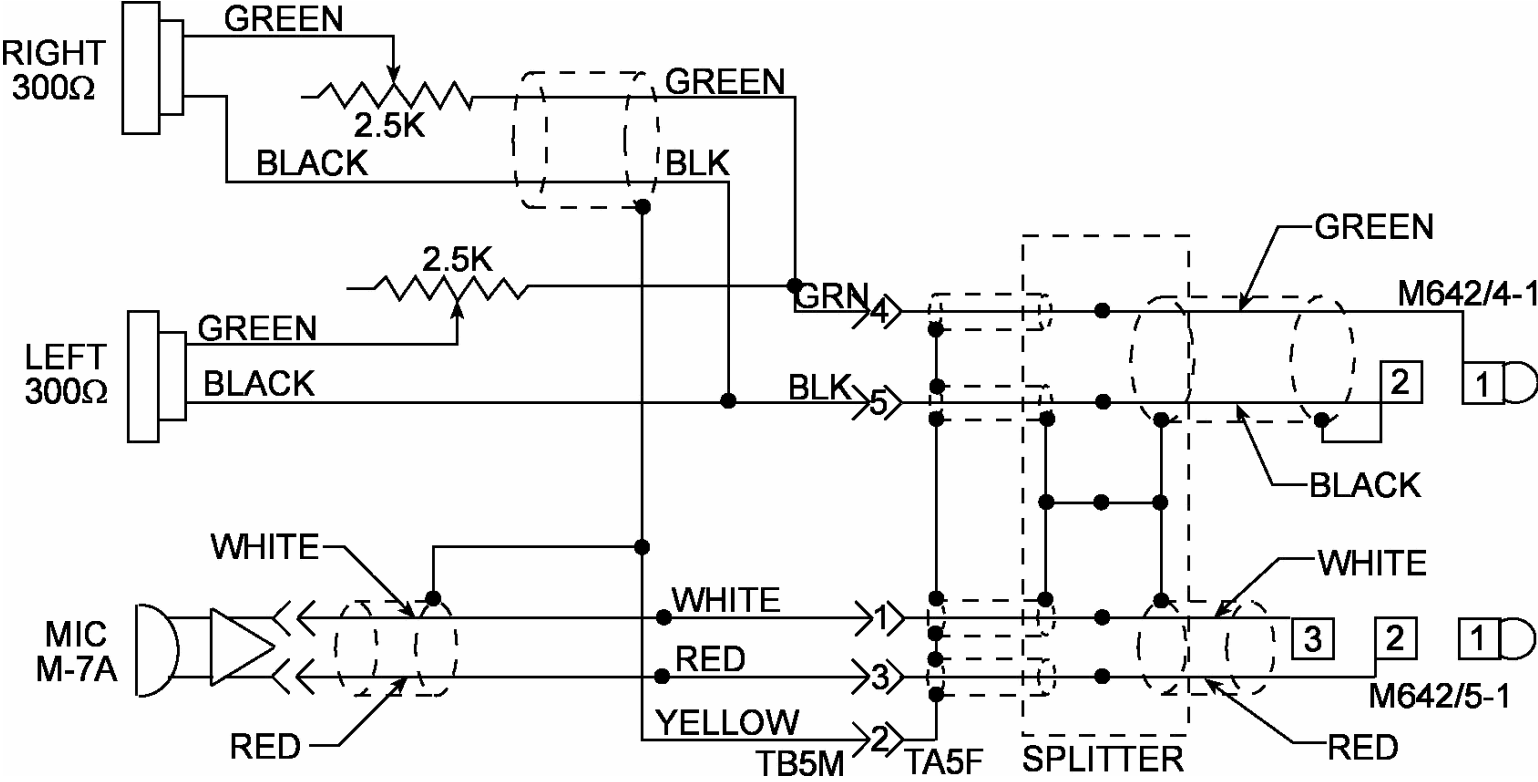 GREEN
RIGHT
300Ω
2.5K
GREEN
BLACK
BLK
2.5K
GREEN
GRN
4
M642/4-1
GREEN
LEFT
300Ω
BLACK
BLK
5
2
1
BLACK
WHITE
WHITE
WHITE
1
MIC
M-7A
3
2
1
RED
3
M642/5-1
RED
YELLOW
2
TB5M
TA5F
SPLITTER
RED